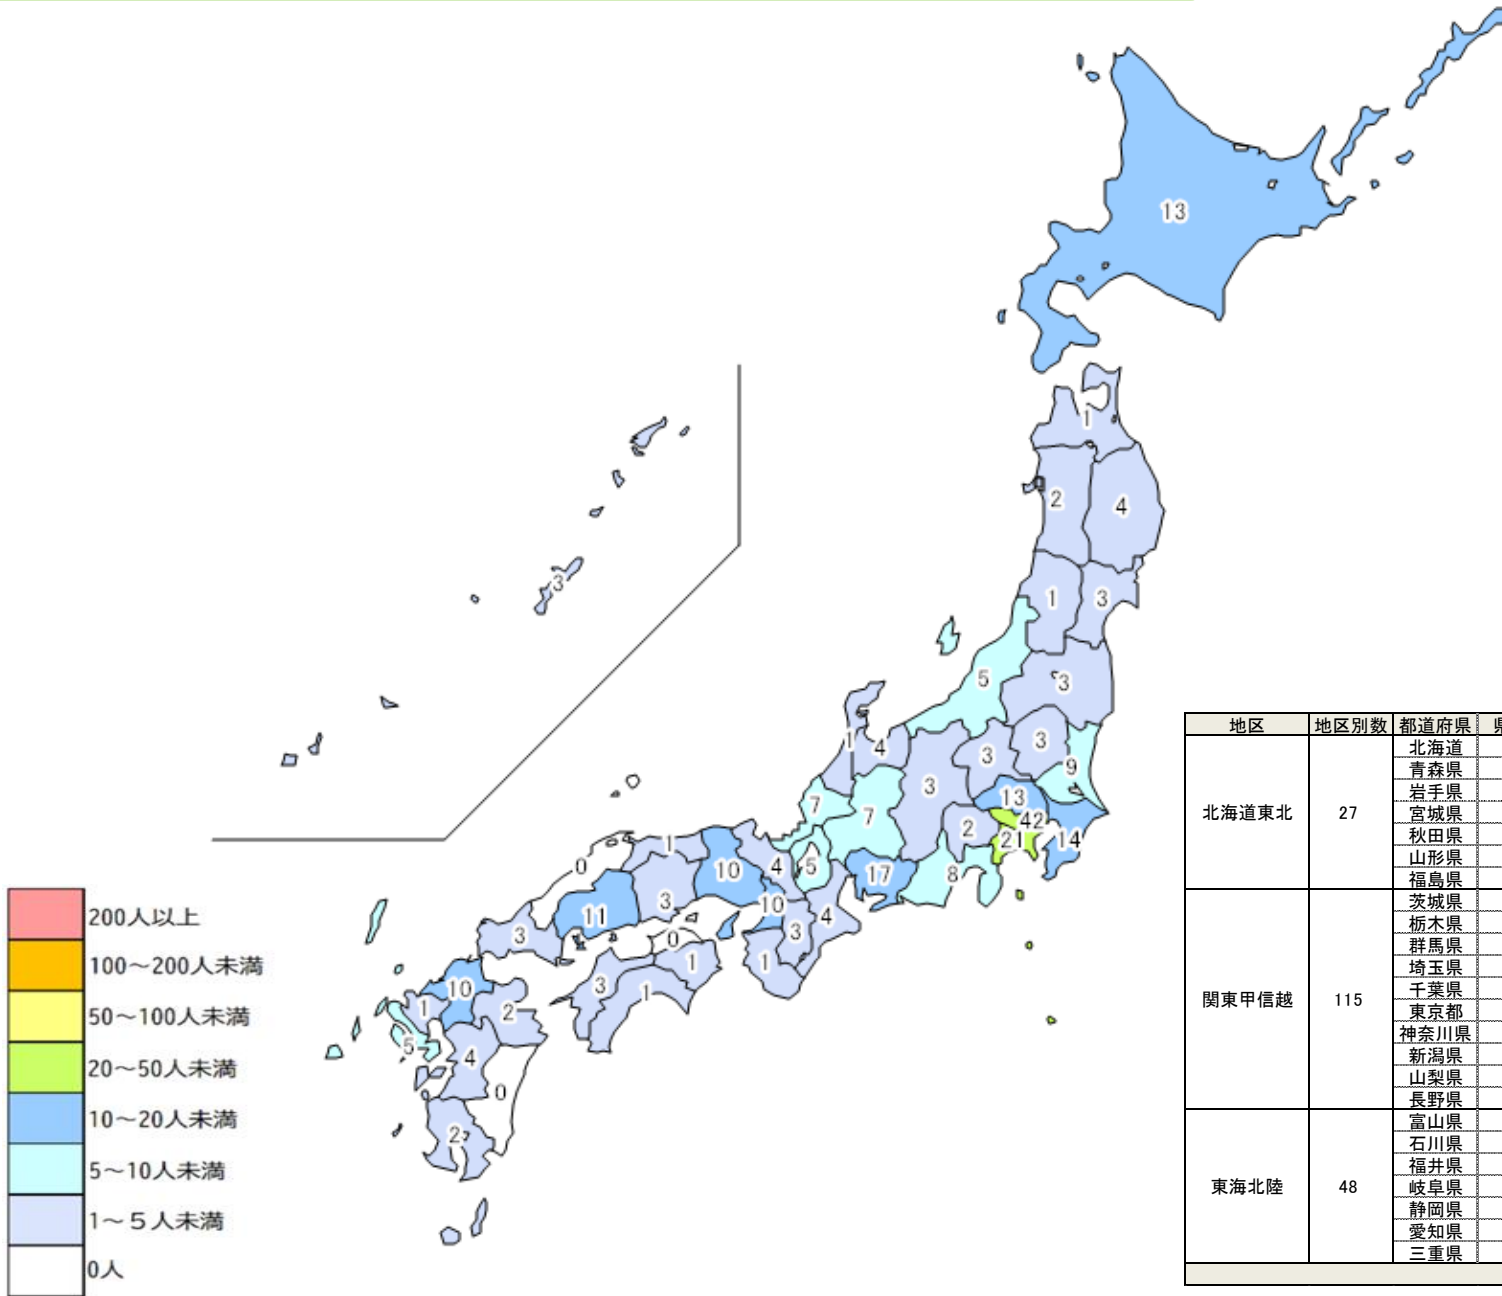 13
1
2
4
3
1
3
5
3
1
4
3
3
9
7
3
13
7
2
42
21
14
1
0
10
4
5
17
8
3
10
11
3
4
3
0
1
1
3
1
10
1
2
5
4
0
2
200人以上
100～200人未満
50～100人未満
20～50人未満
10～20人未満
5～10人未満
1～５人未満
0人
地区 地区別数 都道府県
北海道東北 27
北海道
青森県
岩手県
宮城県
秋田県
山形県
福島県
関東甲信越 115
茨城県
栃木県
群馬県
埼玉県
千葉県
東京都
神奈川県
新潟県
山梨県
長野県
東海北陸 48
富山県
石川県
福井県
岐阜県
静岡県
愛知県
三重県